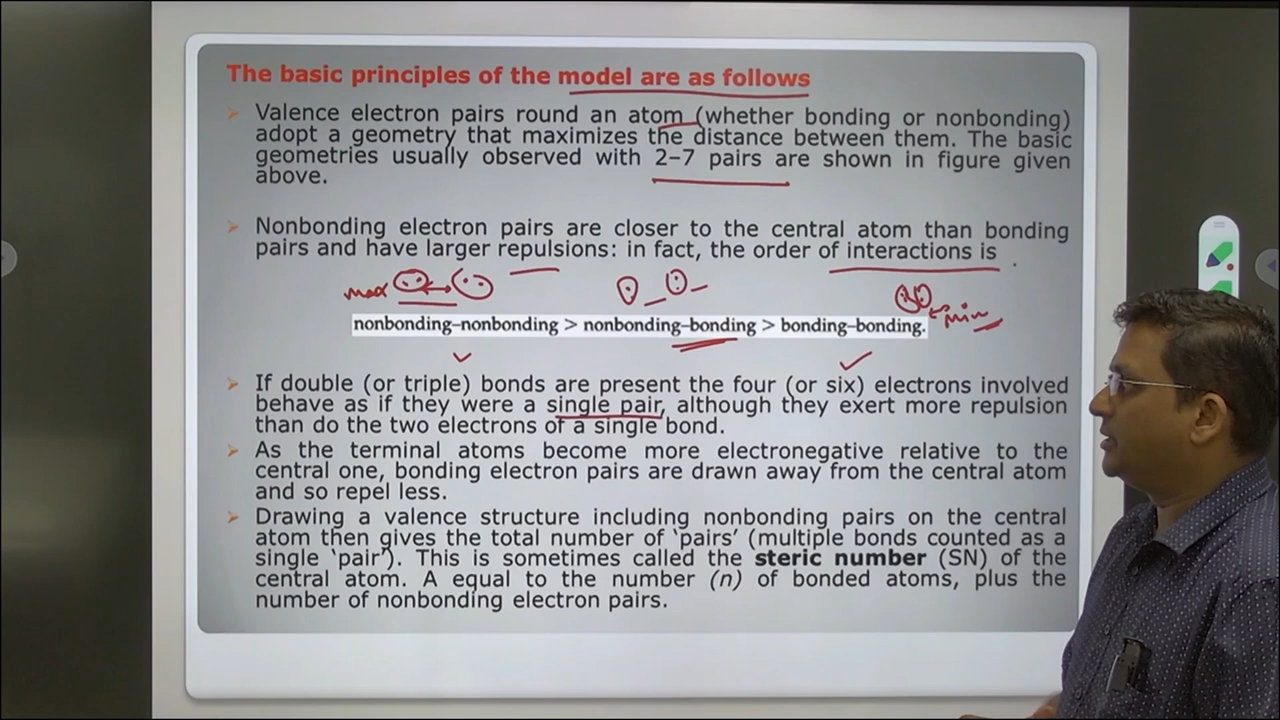 The basic principles of the model are as follows
➢ Valence electron pairs round an atom (whether bonding or nonbonding)
adopt a geometry that maximizes the distance between them. The basic
geometries usually observed with 2–7 pairs are shown in figure given
above.
➢ Nonbonding electron pairs are closer to the central atom than bonding
pairs and have larger repulsions: in fact, the order of interactions is
max
min
nonbonding–nonbonding > nonbonding–bonding > bonding–bonding.
➢ If double (or triple) bonds are present the four (or six) electrons involved
behave as if they were a single pair, although they exert more repulsion
than do the two electrons of a single bond.
➢ As the terminal atoms become more electronegative relative to the
central one, bonding electron pairs are drawn away from the central atom
and so repel less.
➢ Drawing a valence structure including nonbonding pairs on the central
atom then gives the total number of ‘pairs’ (multiple bonds counted as a
single ‘pair’). This is sometimes called the steric number (SN) of the
central atom. A equal to the number (n) of bonded atoms, plus the
number of nonbonding electron pairs.